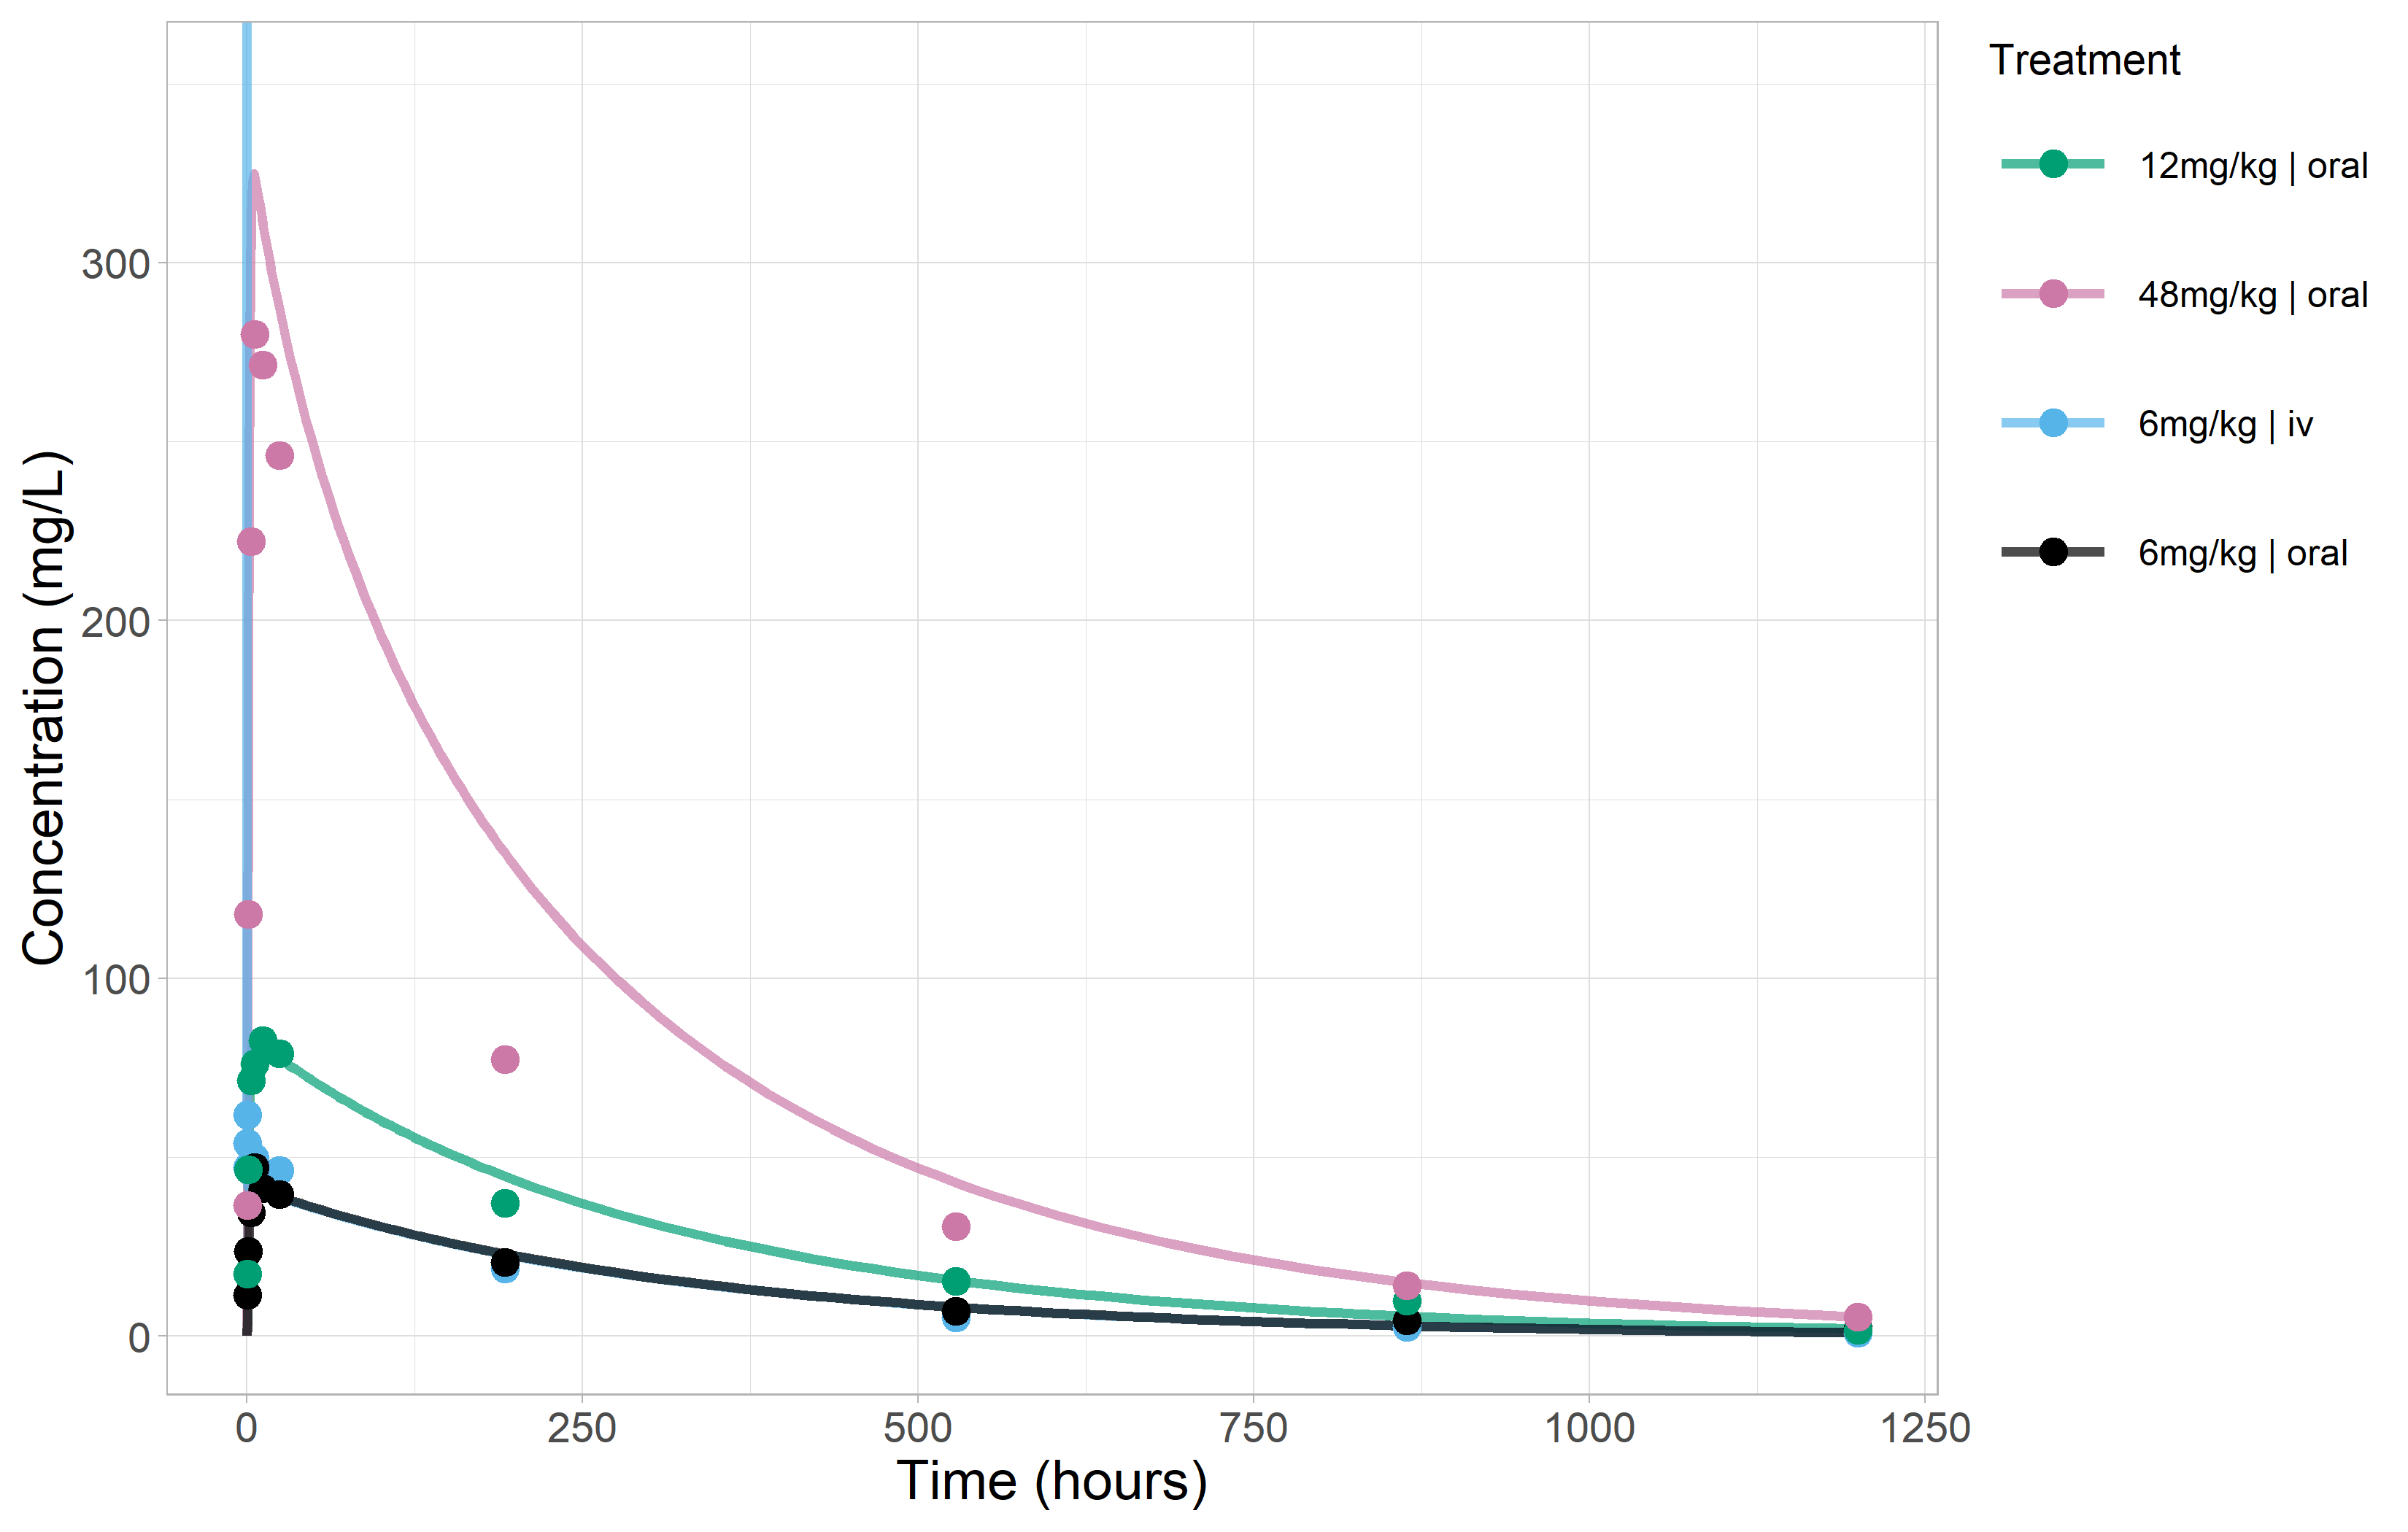 Treatment
12mg/kg | oral
48mg/kg | oral
6mg/kg | iv
6mg/kg | oral
Concentration (mg/L)
300
200
100
0
0 250 500 750 1000 1250
Time (hours)